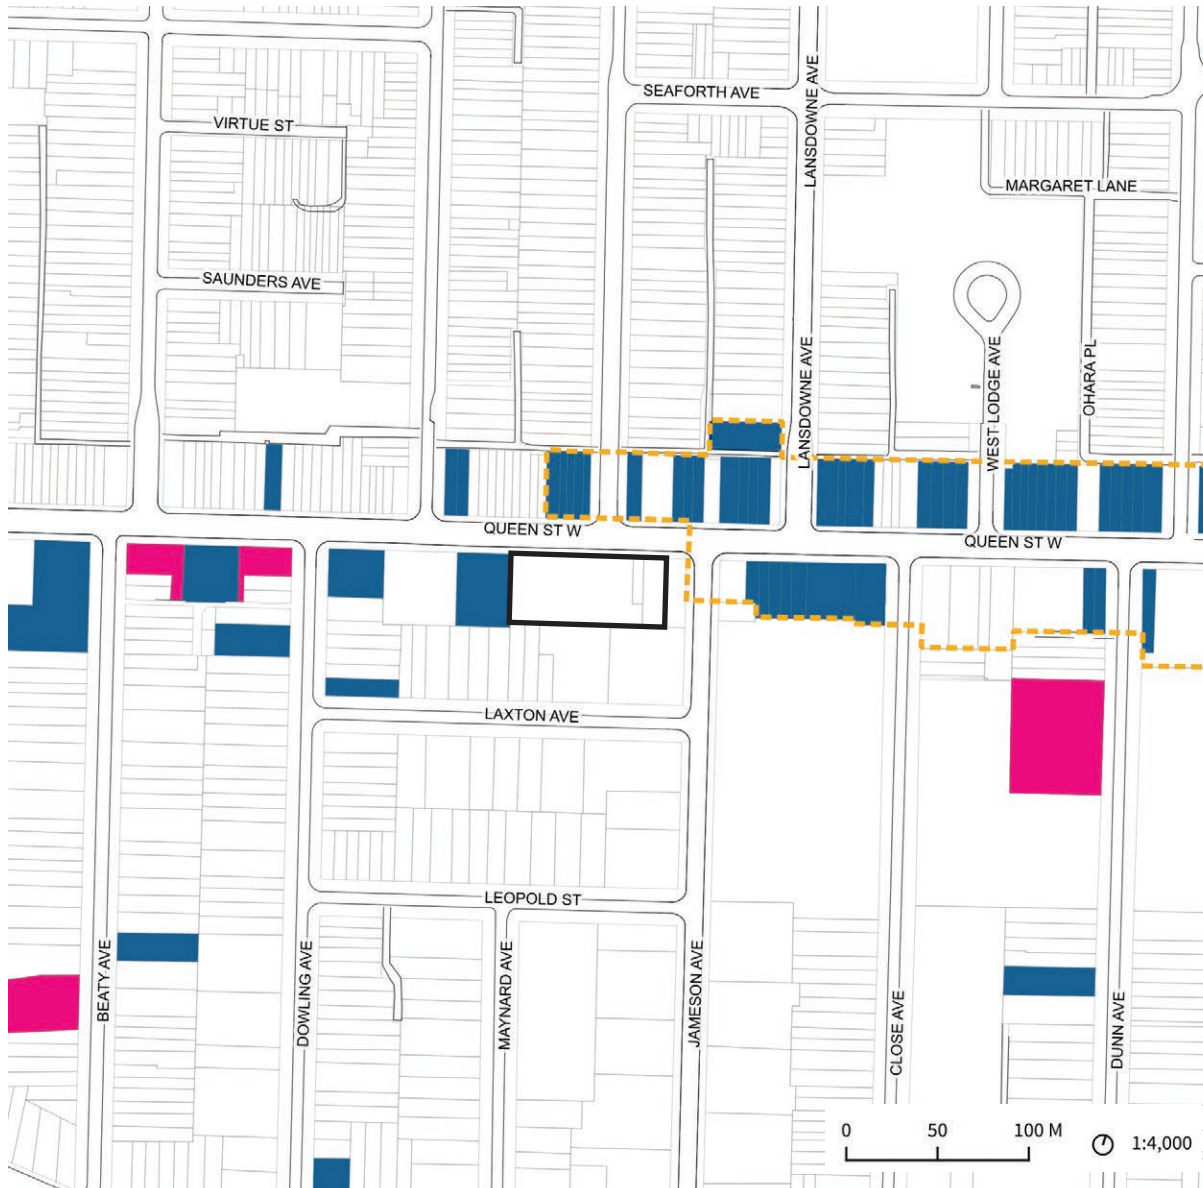 SEAFORTH AVE
LANSDOWNE AVE
VIRTUE ST
MARGARET LANE
SAUNDERS AVE
LANSDOWNE AVE
WEST LODGE AVE
OHARA PL
QUEEN ST W
QUEEN ST W
LAXTON AVE
LEOPOLD ST
BEATY AVE
DOWLING AVE
MAYNARD AVE
JAMESON AVE
CLOSE AVE
DUNN AVE
0 50 100 M
1:4,000